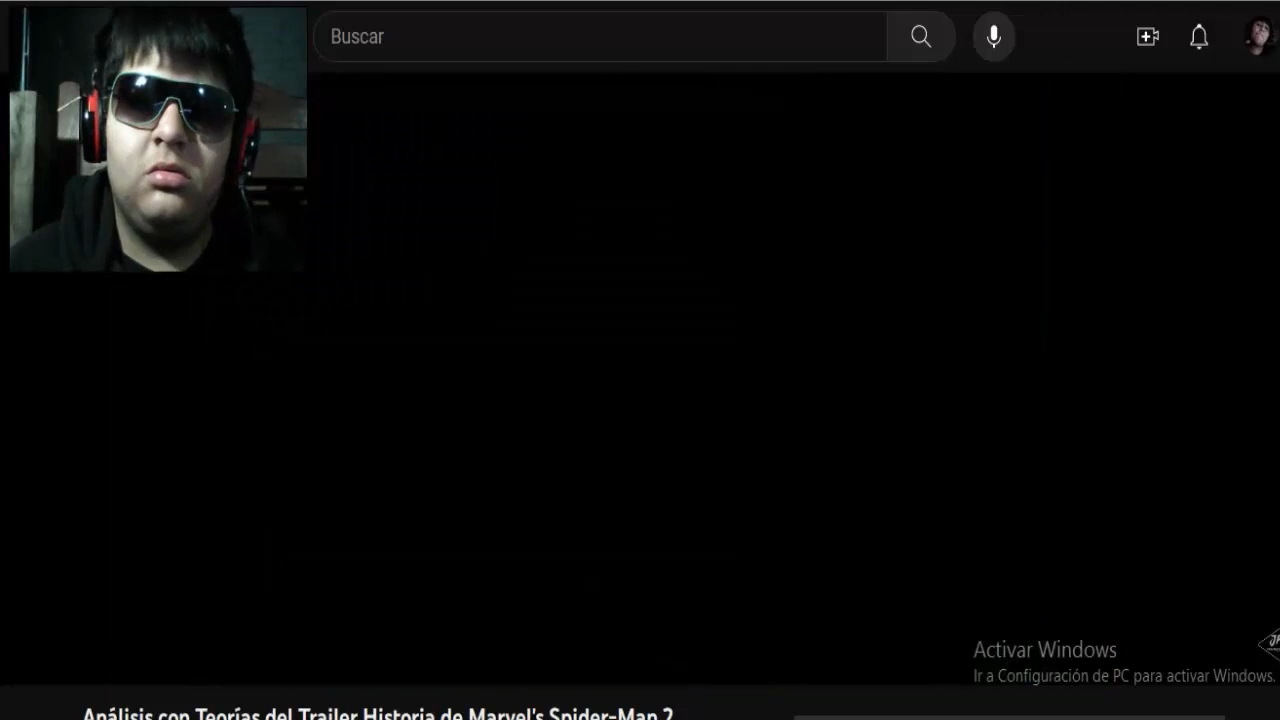 Buscar
Activar Windows
Ir a Configuración de PC para activar Windows.
Análisis con Teorías del Trailer Historia de Marvel's Spider-Man 2